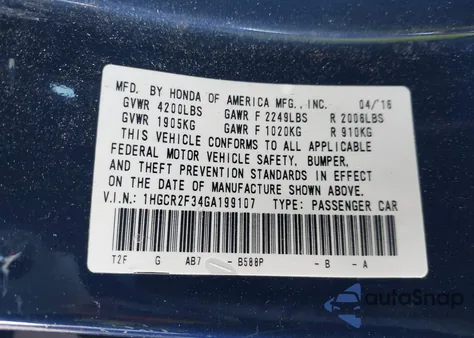 MFD. BY HONDA OF AMERICA MFG., INC. 04/16
GVWR 4200LBS GAWR F 2249LBS R 2006LBS
GVWR 1905KG GAWR F 1020KG R 910KG
THIS VEHICLE CONFORMS TO ALL APPLICABLE
FEDERAL MOTOR VEHICLE SAFETY, BUMPER,
AND THEFT PREVENTION STANDARDS IN EFFECT
ON THE DATE OF MANUFACTURE SHOWN ABOVE.
V.I.N.: 1HGCR2F34GA199107 TYPE: PASSENGER CAR
T2F G AB7 - B588P - B - A
autoSnap